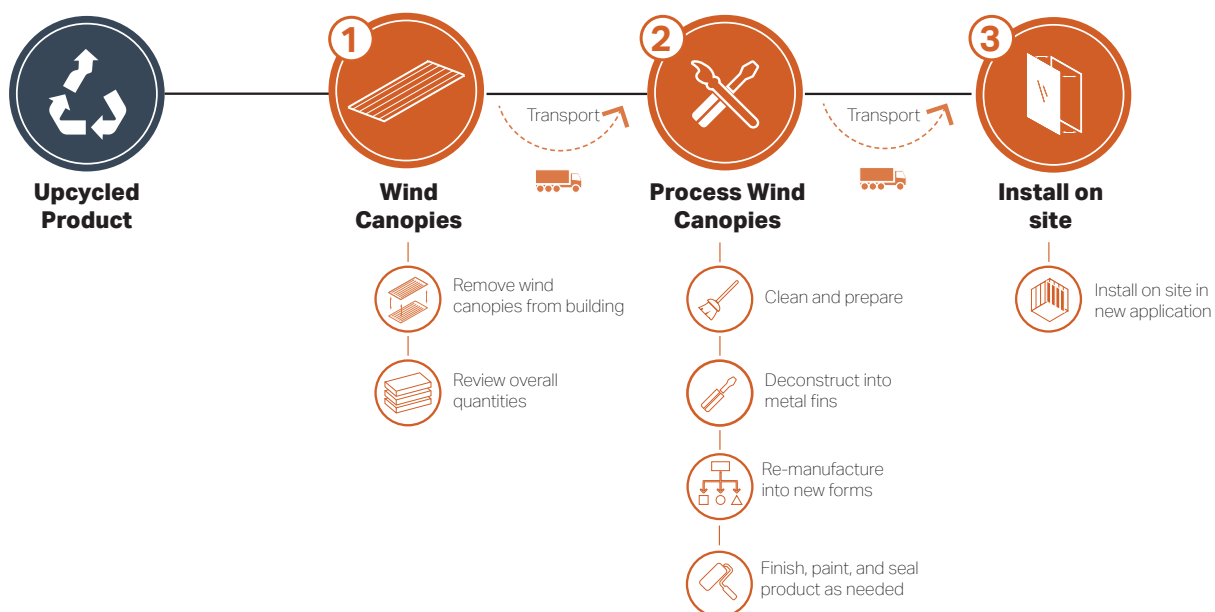 Upcycled
Product
1
Wind
Canopies
Remove wind
canopies from building
Review overall
quantities
Transport
2
Process Wind
Canopies
Clean and prepare
Deconstruct into
metal fins
Re-manufacture
into new forms
Finish, paint, and seal
product as needed
Transport
3
Install on
site
Install on site in
new application